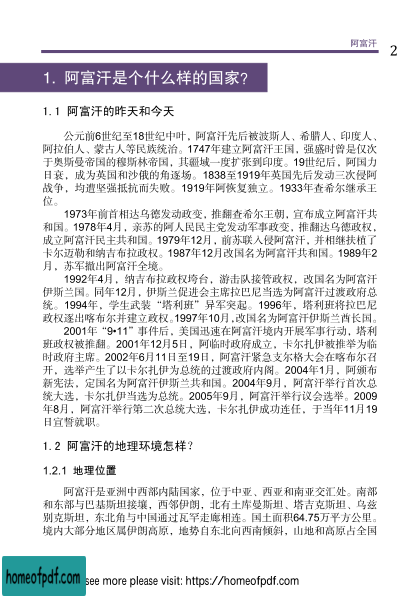 阿富汗
2
1. 阿富汗是个什么样的国家?
1.1 阿富汗的昨天和今天
公元前6世纪至18世纪中叶，阿富汗先后被波斯人、希腊人、印度人、
阿拉伯人、蒙古人等民族统治。1747年建立阿富汗王国，强盛时曾是仅次
于奥斯曼帝国的穆斯林帝国，其疆域一度扩张到印度。19世纪后，阿国力
日衰，成为英国和沙俄的角逐场。1838至1919年英国先后发动三次侵阿
战争，均遭坚强抵抗而失败。1919年阿恢复独立。1933年查希尔继承王
位。
1973年前首相达乌德发动政变，推翻查希尔王朝，宣布成立阿富汗共
和国。1978年4月，亲苏的阿人民民主党发动军事政变，推翻达乌德政权，
成立阿富汗民主共和国。1979年12月，前苏联入侵阿富汗，并相继扶植了
卡尔迈勒和纳吉布拉政权。1987年12月改国名为阿富汗共和国。1989年2
月，苏军撤出阿富汗全境。
1992年4月，纳吉布拉政权垮台，游击队接管政权，改国名为阿富汗
伊斯兰国。同年12月，伊斯兰促进会主席拉巴尼当选为阿富汗过渡政府总
统。1994年，学生武装“塔利班”异军突起。1996年，塔利班将拉巴尼
政权逐出喀布尔并建立政权。1997年10月，改国名为阿富汗伊斯兰酋长国。
2001年“9•11”事件后，美国迅速在阿富汗境内开展军事行动，塔利
班政权被推翻。2001年12月5日，阿临时政府成立，卡尔扎伊被推举为临
时政府主席。2002年6月11日至19日，阿富汗紧急支尔格大会在喀布尔召
开，选举产生了以卡尔扎伊为总统的过渡政府内阁。2004年1月，阿颁布
新宪法，定国名为阿富汗伊斯兰共和国。2004年9月，阿富汗举行首次总
统大选，卡尔扎伊当选为总统。2005年9月，阿富汗举行议会选举。2009
年8月，阿富汗举行第二次总统大选，卡尔扎伊成功连任，于当年11月19
日宣誓就职。
1.2 阿富汗的地理环境怎样?
1.2.1 地理位置
阿富汗是亚洲中西部内陆国家，位于中亚、西亚和南亚交汇处。南部
和东部与巴基斯坦接壤，西邻伊朗，北有土库曼斯坦、塔吉克斯坦、乌兹
别克斯坦，东北角与中国通过瓦罕走廊相连。国土面积64.75万平方公里。
境内大部分地区属伊朗高原，地势自东北向西南倾斜，山地和高原占全国
homeofpdf.com
see more please visit: https://homeofpdf.com